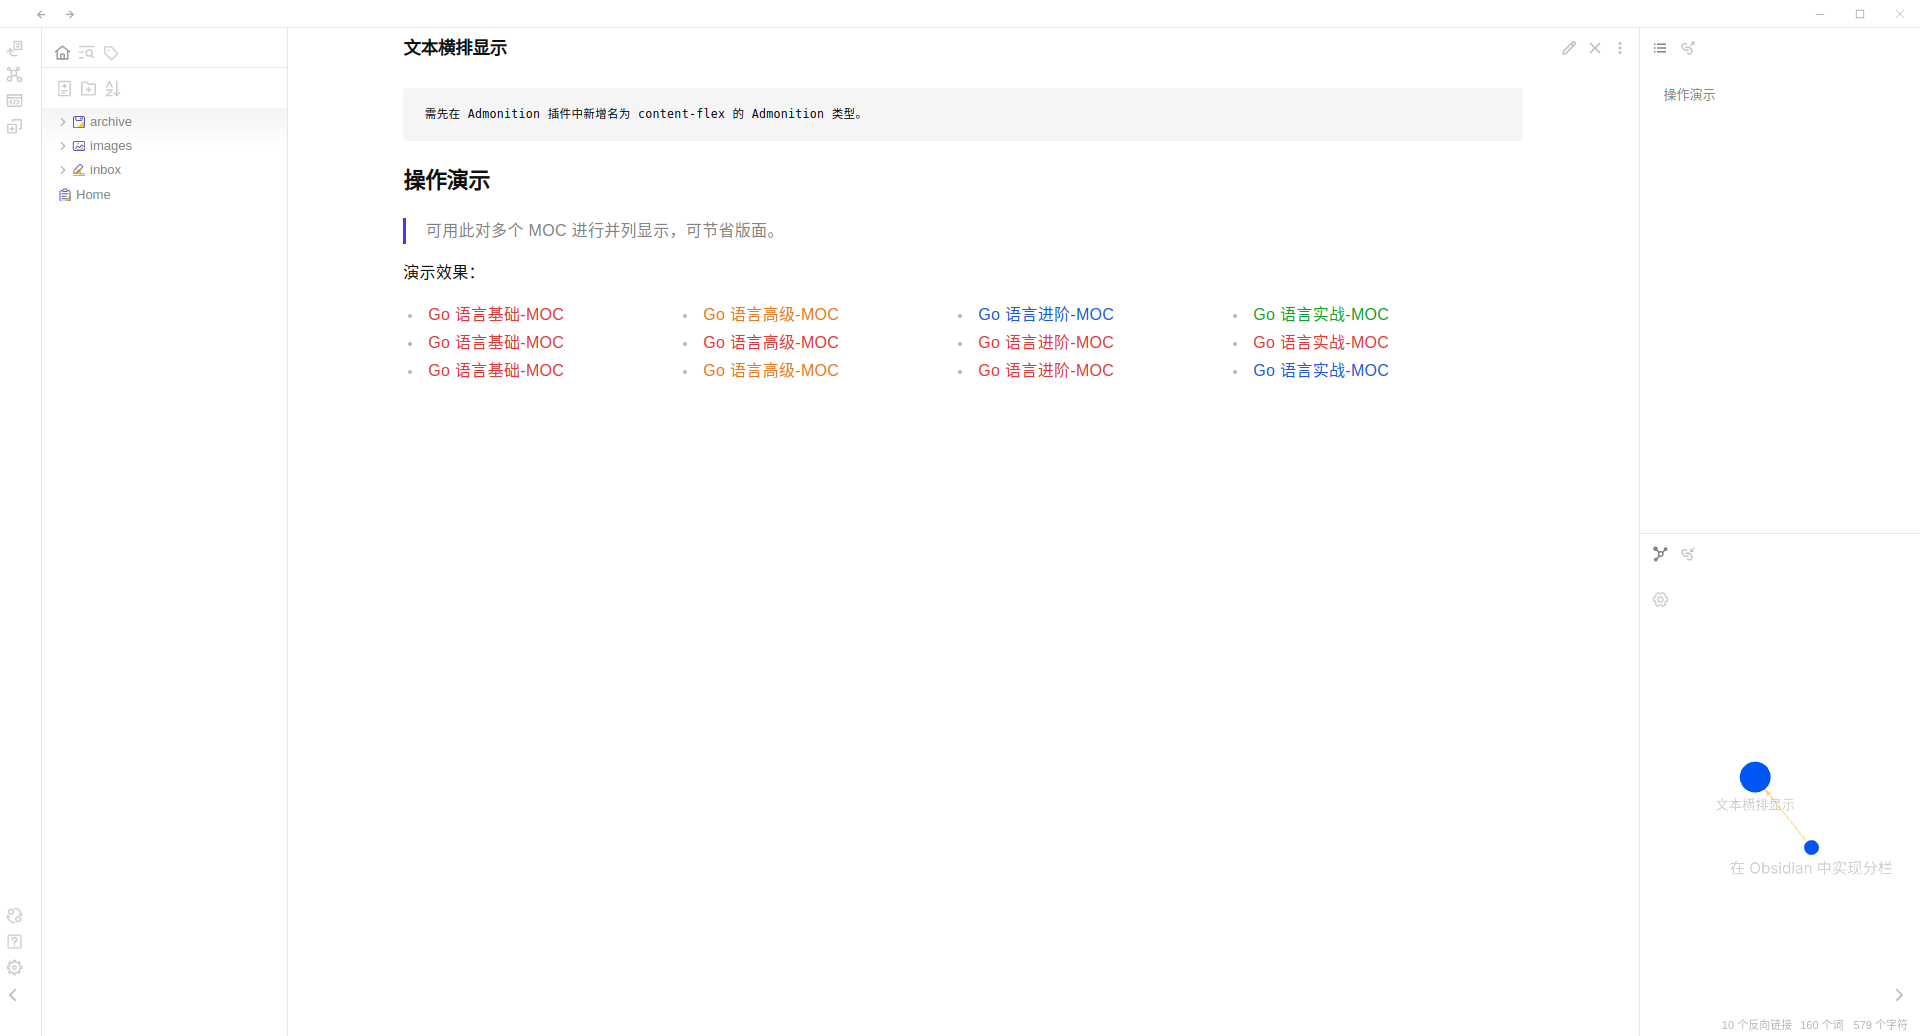 archive
images
inbox
Home
文本横排显示
需先在 Admonition 插件中新增名为 content-flex 的 Admonition 类型。
操作演示
可用此对多个 MOC 进行并列显示，可节省版面。
演示效果：
Go 语言基础-MOC Go 语言高级-MOC Go 语言进阶-MOC Go 语言实战-MOC
Go 语言基础-MOC Go 语言高级-MOC Go 语言进阶-MOC Go 语言实战-MOC
Go 语言基础-MOC Go 语言高级-MOC Go 语言进阶-MOC Go 语言实战-MOC
操作演示
文本横排显示
在 Obsidian 中实现分栏
10 个反向链接 160 个词 579 个字符